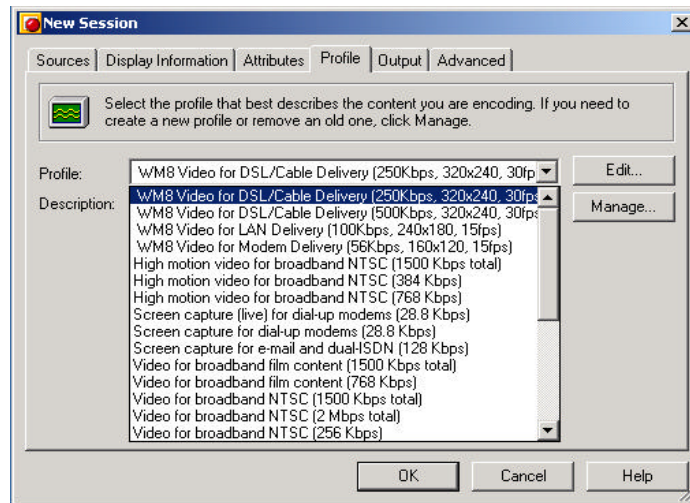 New Session
Sources Display Information Attributes Profile Output Advanced
Select the profile that best describes the content you are encoding. If you need to
create a new profile or remove an old one, click Manage.
Profile: WM8 Video for DSL/Cable Delivery (250Kbps, 320x240, 30fp Edit...
Description: WM8 Video for DSL/Cable Delivery (250Kbps, 320x240, 30fps
WM8 Video for DSL/Cable Delivery (500Kbps, 320x240, 30fps Manage...
WM8 Video for LAN Delivery (100Kbps, 240x180, 15fps)
WM8 Video for Modem Delivery (56Kbps, 160x120, 15fps)
High motion video for broadband NTSC (1500 Kbps total)
High motion video for broadband NTSC (384 Kbps)
High motion video for broadband NTSC (768 Kbps)
Screen capture (live) for dial-up modems (28.8 Kbps)
Screen capture for dial-up modems (28.8 Kbps)
Screen capture for e-mail and dual-ISDN (128 Kbps)
Video for broadband film content (1500 Kbps total)
Video for broadband film content (768 Kbps)
Video for broadband NTSC (1500 Kbps total)
Video for broadband NTSC (2 Mbps total)
Video for broadband NTSC (256 Kbps)
OK Cancel Help